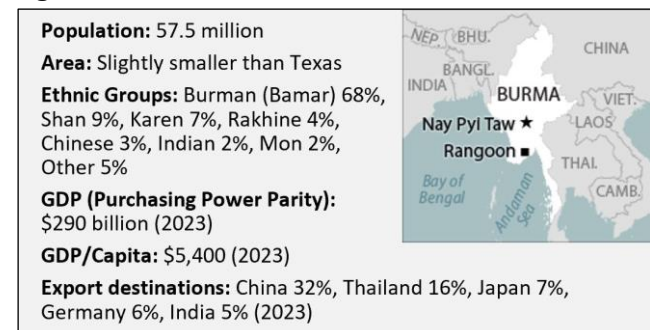 Population: 57.5 million
Area: Slightly smaller than Texas
Ethnic Groups: Burman (Bamar) 68%,
Shan 9%, Karen 7%, Rakhine 4%,
Chinese 3%, Indian 2%, Mon 2%,
Other 5%
GDP (Purchasing Power Parity):
$290 billion (2023)
GDP/Capita: $5,400 (2023)
Export destinations: China 32%, Thailand 16%, Japan 7%,
Germany 6%, India 5% (2023)
NEP.
BHU.
CHINA
BANGL.
INDIA
BURMA
VIET.
Nay Pyi Taw
LAOS
Rangoon
THAI.
Bay of
Bengal
Andaman
Sea
CAMB.